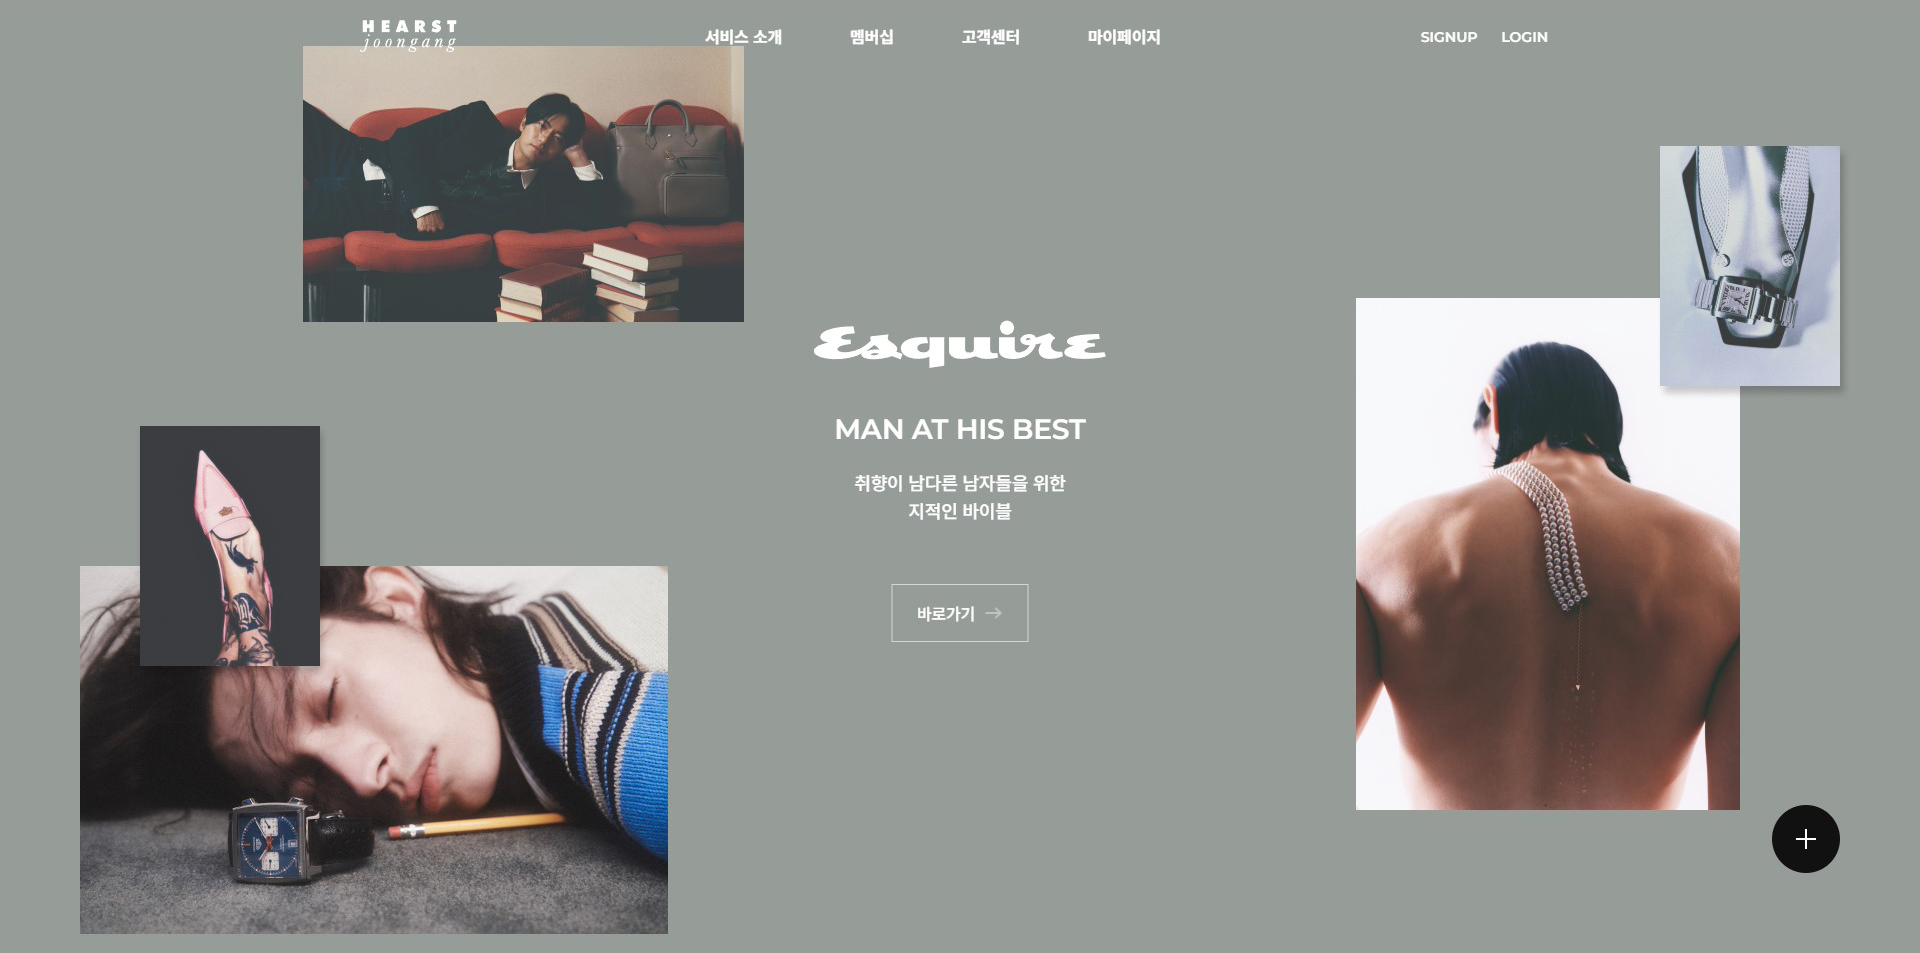 HEARST
joongang
서비스 소개
멤버십
고객센터
마이페이지
SIGNUP
LOGIN
Esquire
MAN AT HIS BEST
취향이 남다른 남자들을 위한
지적인 바이블
바로가기